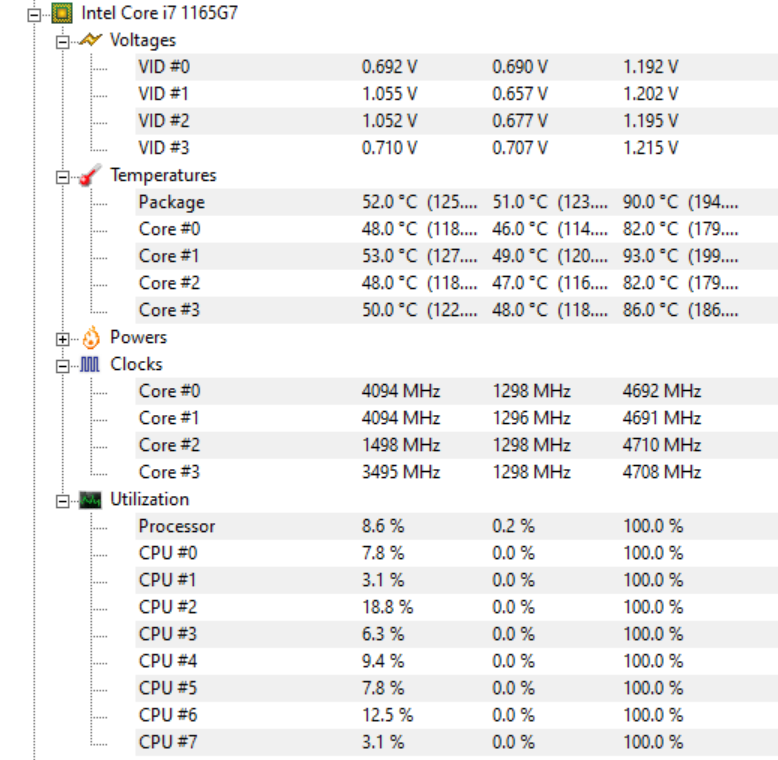 Intel Core i7 1165G7
Voltages
VID #0 0.692 V 0.690 V 1.192 V
VID #1 1.055 V 0.657 V 1.202 V
VID #2 1.052 V 0.677 V 1.195 V
VID #3 0.710 V 0.707 V 1.215 V
Temperatures
Package 52.0 °C (125.... 51.0 °C (123.... 90.0 °C (194....
Core #0 48.0 °C (118.... 46.0 °C (114.... 82.0 °C (179....
Core #1 53.0 °C (127.... 49.0 °C (120.... 93.0 °C (199....
Core #2 48.0 °C (118.... 47.0 °C (116.... 82.0 °C (179....
Core #3 50.0 °C (122.... 48.0 °C (118.... 86.0 °C (186....
Powers
Clocks
Core #0 4094 MHz 1298 MHz 4692 MHz
Core #1 4094 MHz 1296 MHz 4691 MHz
Core #2 1498 MHz 1298 MHz 4710 MHz
Core #3 3495 MHz 1298 MHz 4708 MHz
Utilization
Processor 8.6 % 0.2 % 100.0 %
CPU #0 7.8 % 0.0 % 100.0 %
CPU #1 3.1 % 0.0 % 100.0 %
CPU #2 18.8 % 0.0 % 100.0 %
CPU #3 6.3 % 0.0 % 100.0 %
CPU #4 9.4 % 0.0 % 100.0 %
CPU #5 7.8 % 0.0 % 100.0 %
CPU #6 12.5 % 0.0 % 100.0 %
CPU #7 3.1 % 0.0 % 100.0 %